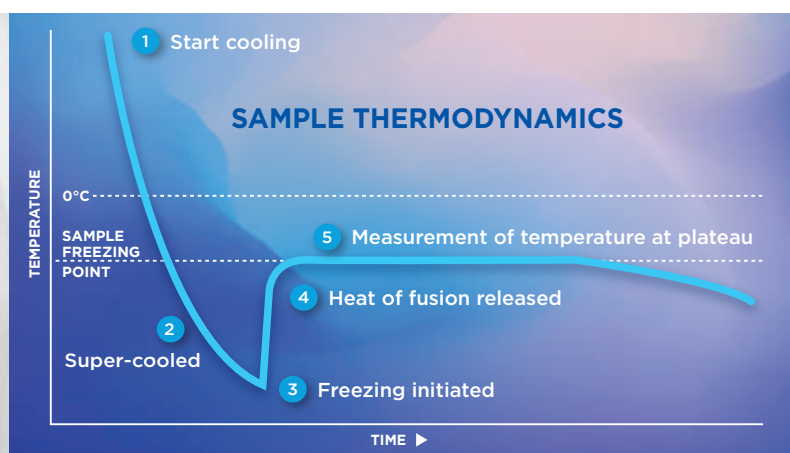 1 Start cooling
SAMPLE THERMODYNAMICS
TEMPERATURE
0°C
SAMPLE
FREEZING
POINT
5 Measurement of temperature at plateau
4 Heat of fusion released
2
Super-cooled
3 Freezing initiated
TIME ▶